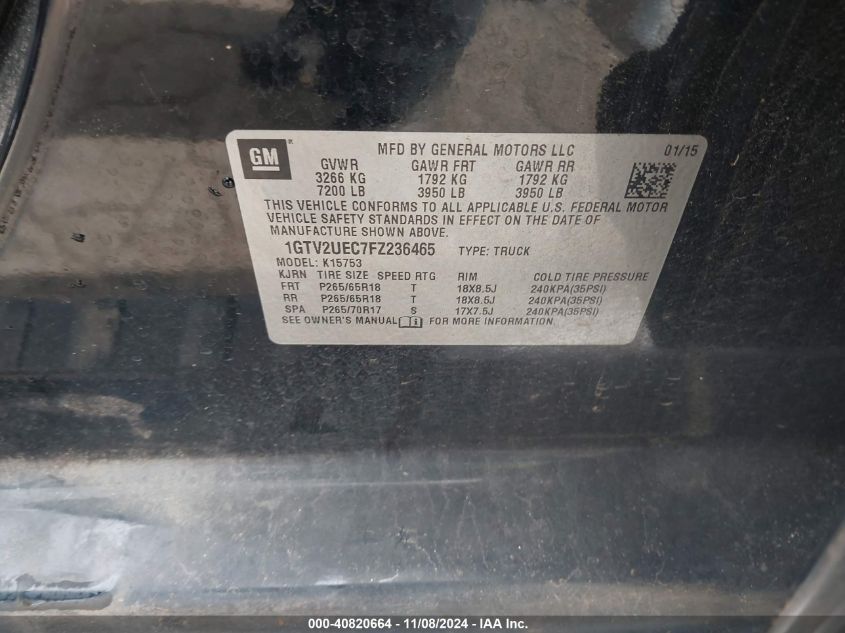 GM MFD BY GENERAL MOTORS LLC 01/15
GVWR GAWR FRT GAWR RR
3266 KG 1792 KG 1792 KG
7200 LB 3950 LB 3950 LB
THIS VEHICLE CONFORMS TO ALL APPLICABLE U.S. FEDERAL MOTOR
VEHICLE SAFETY STANDARDS IN EFFECT ON THE DATE OF
MANUFACTURE SHOWN ABOVE.
1GTV2UEC7FZ236465 TYPE: TRUCK
MODEL: K15753
KJRN TIRE SIZE SPEED RTG RIM COLD TIRE PRESSURE
FRT P265/65R18 T 18X8.5J 240KPA(35PSI)
RR P265/65R18 T 18X8.5J 240KPA(35PSI)
SPA P265/70R17 S 17X7.5J 240KPA(35PSI)
SEE OWNER'S MANUAL FOR MORE INFORMATION.
000-40820664 - 11/08/2024 - IAA Inc.